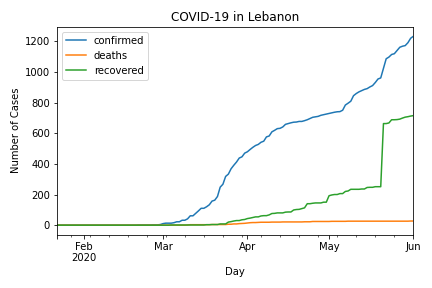 COVID-19 in Lebanon
confirmed
deaths
recovered
1200
1000
800
600
400
200
0
Number of Cases
Feb
2020
Mar
Apr
May
Jun
Day